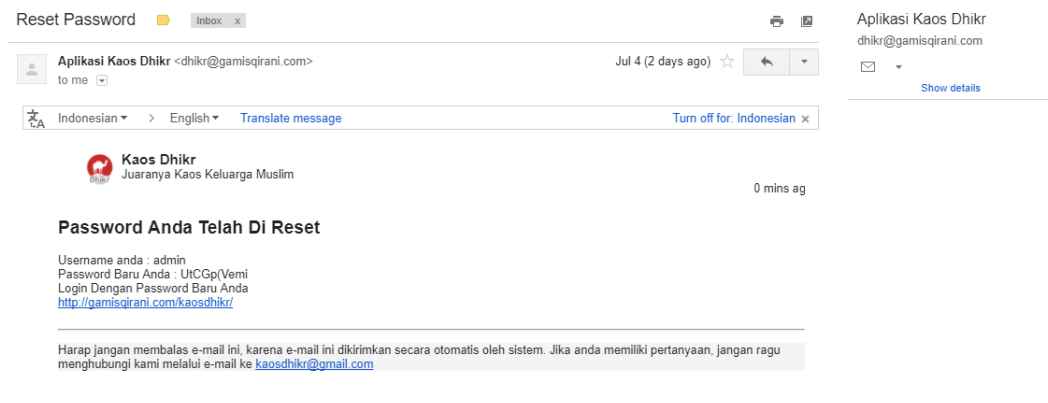 Reset Password
Inbox x
Aplikasi Kaos Dhikr <dhikr@gamisqirani.com>
Jul 4 (2 days ago)
to me
Indonesian > English Translate message
Turn off for: Indonesian x
Kaos Dhikr
Juaranya Kaos Keluarga Muslim
Dhikr
0 mins ag
Password Anda Telah Di Reset
Username anda : admin
Password Baru Anda : UtCGp(Vemi
Login Dengan Password Baru Anda
http://gamisqirani.com/kaosdhikr/
Harap jangan membalas e-mail ini, karena e-mail ini dikirimkan secara otomatis oleh sistem. Jika anda memiliki pertanyaan, jangan ragu
menghubungi kami melalui e-mail ke kaosdhikr@gmail.com
Aplikasi Kaos Dhikr
dhikr@gamisqirani.com
Show details